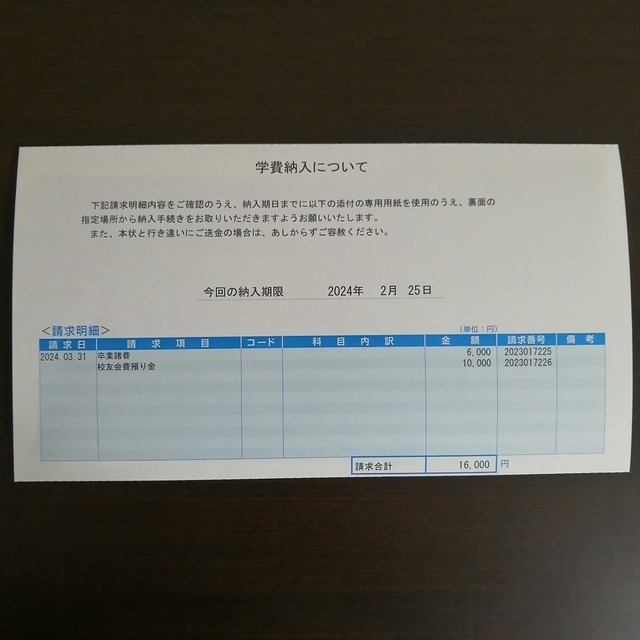 学費納入について
下記請求明細内容をご確認のうえ、納入期日までに以下の添付の専用用紙を使用のうえ、裏面の
指定場所から納入手続きをお取りいただきますようお願いいたします。
また、本状と行き違いにご送金の場合は、あしからずご容赦ください。
今回の納入期限 2024年 2月 25日
＜請求明細＞ （単位：円）
請求日 請求項目 コード 科目内訳 金額 請求番号 備考
2024.03.31 卒業諸費 6,000 2023017225
校友会費預り金 10,000 2023017226
請求合計 16,000 円